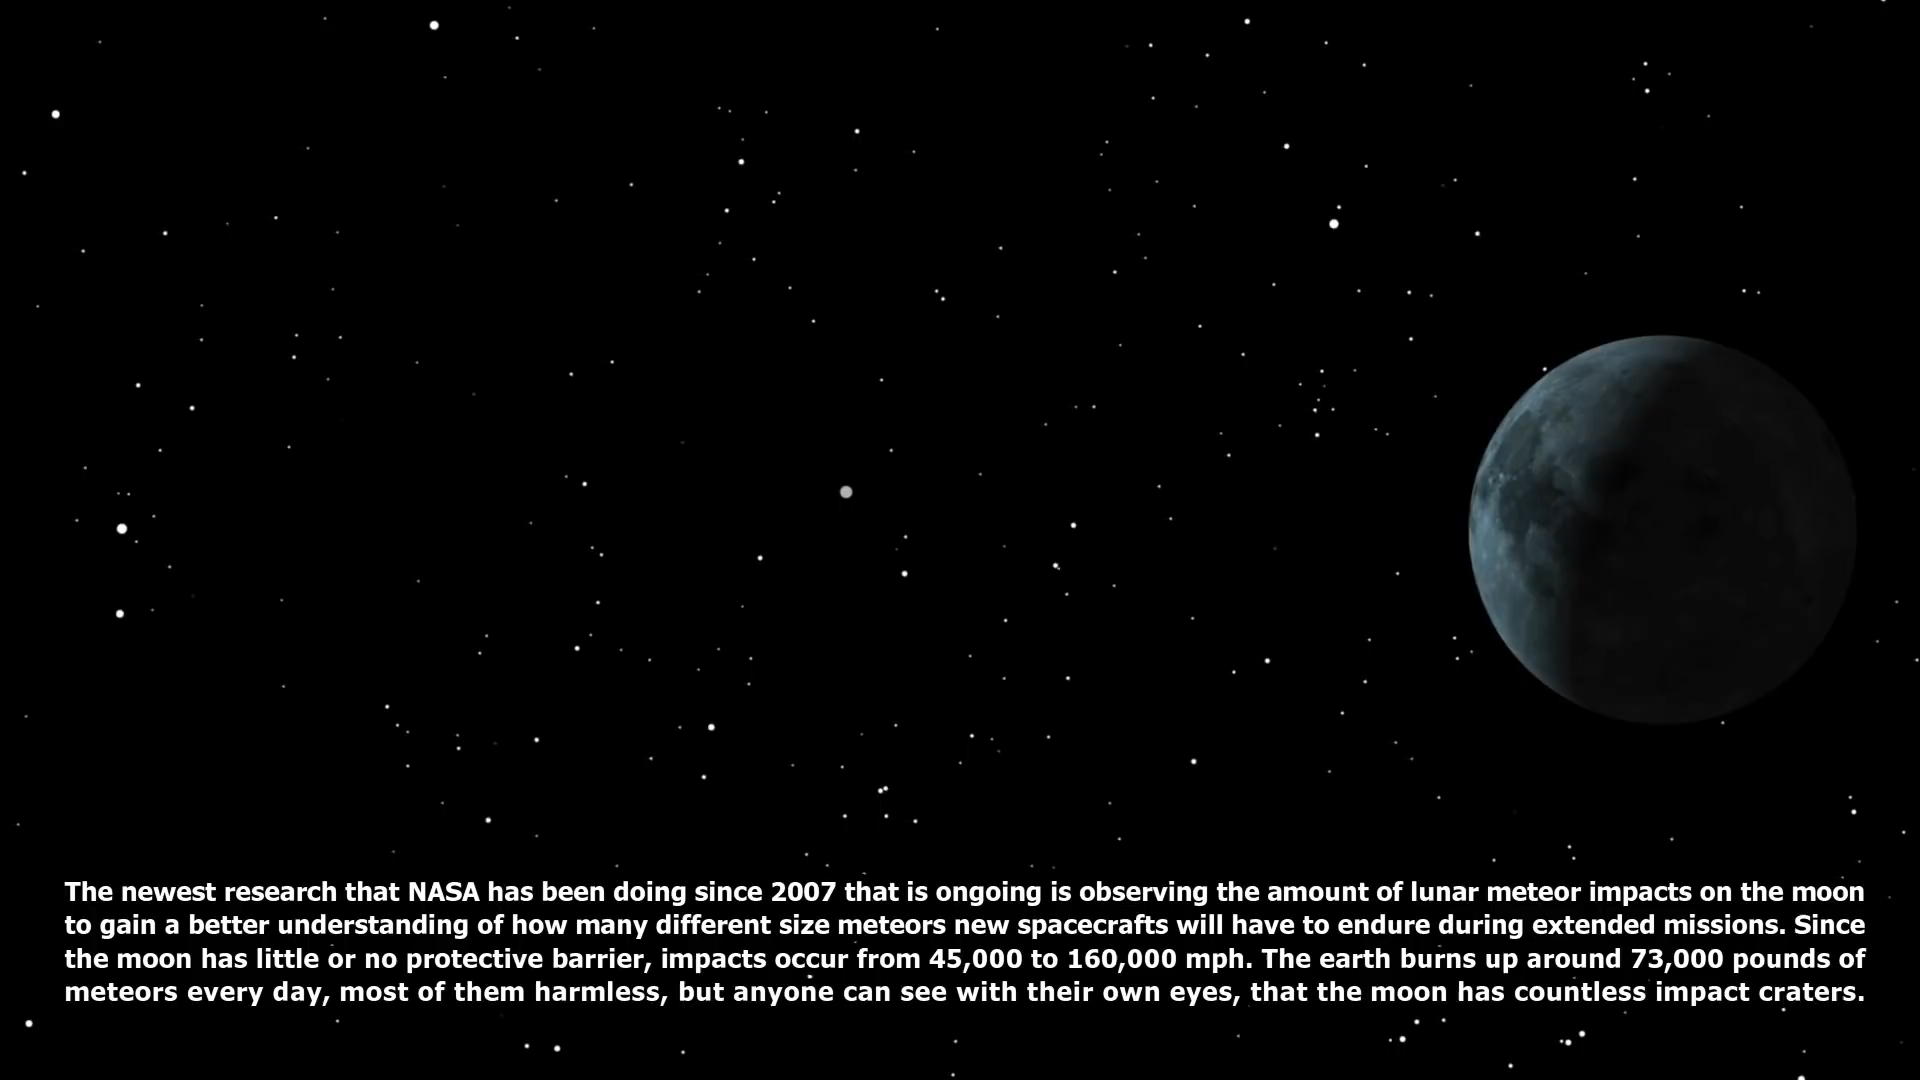 The newest research that NASA has been doing since 2007 that is ongoing is observing the amount of lunar meteor impacts on the moon
to gain a better understanding of how many different size meteors new spacecrafts will have to endure during extended missions. Since
the moon has little or no protective barrier, impacts occur from 45,000 to 160,000 mph. The earth burns up around 73,000 pounds of
meteors every day, most of them harmless, but anyone can see with their own eyes, that the moon has countless impact craters.